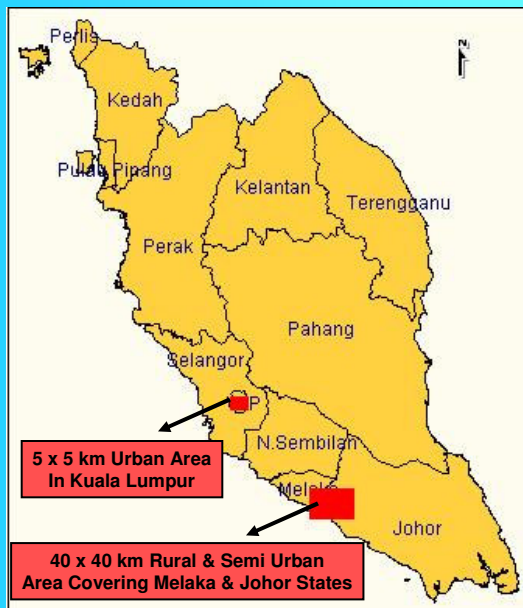 Perlis
N
Kedah
Pulau Pinang
Kelantan
Terengganu
Perak
Pahang
Selangor
P
N.Sembilan
5 x 5 km Urban Area
In Kuala Lumpur
Melaka
Johor
40 x 40 km Rural & Semi Urban
Area Covering Melaka & Johor States